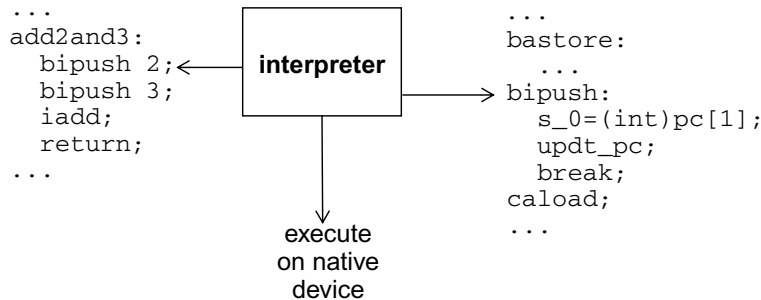 ...
add2and3:
bipush 2;
bipush 3;
iadd;
return;
...
interpreter
execute
on native
device
...
bastore:
...
bipush:
s_0=(int)pc[1];
updt_pc;
break;
caload;
...